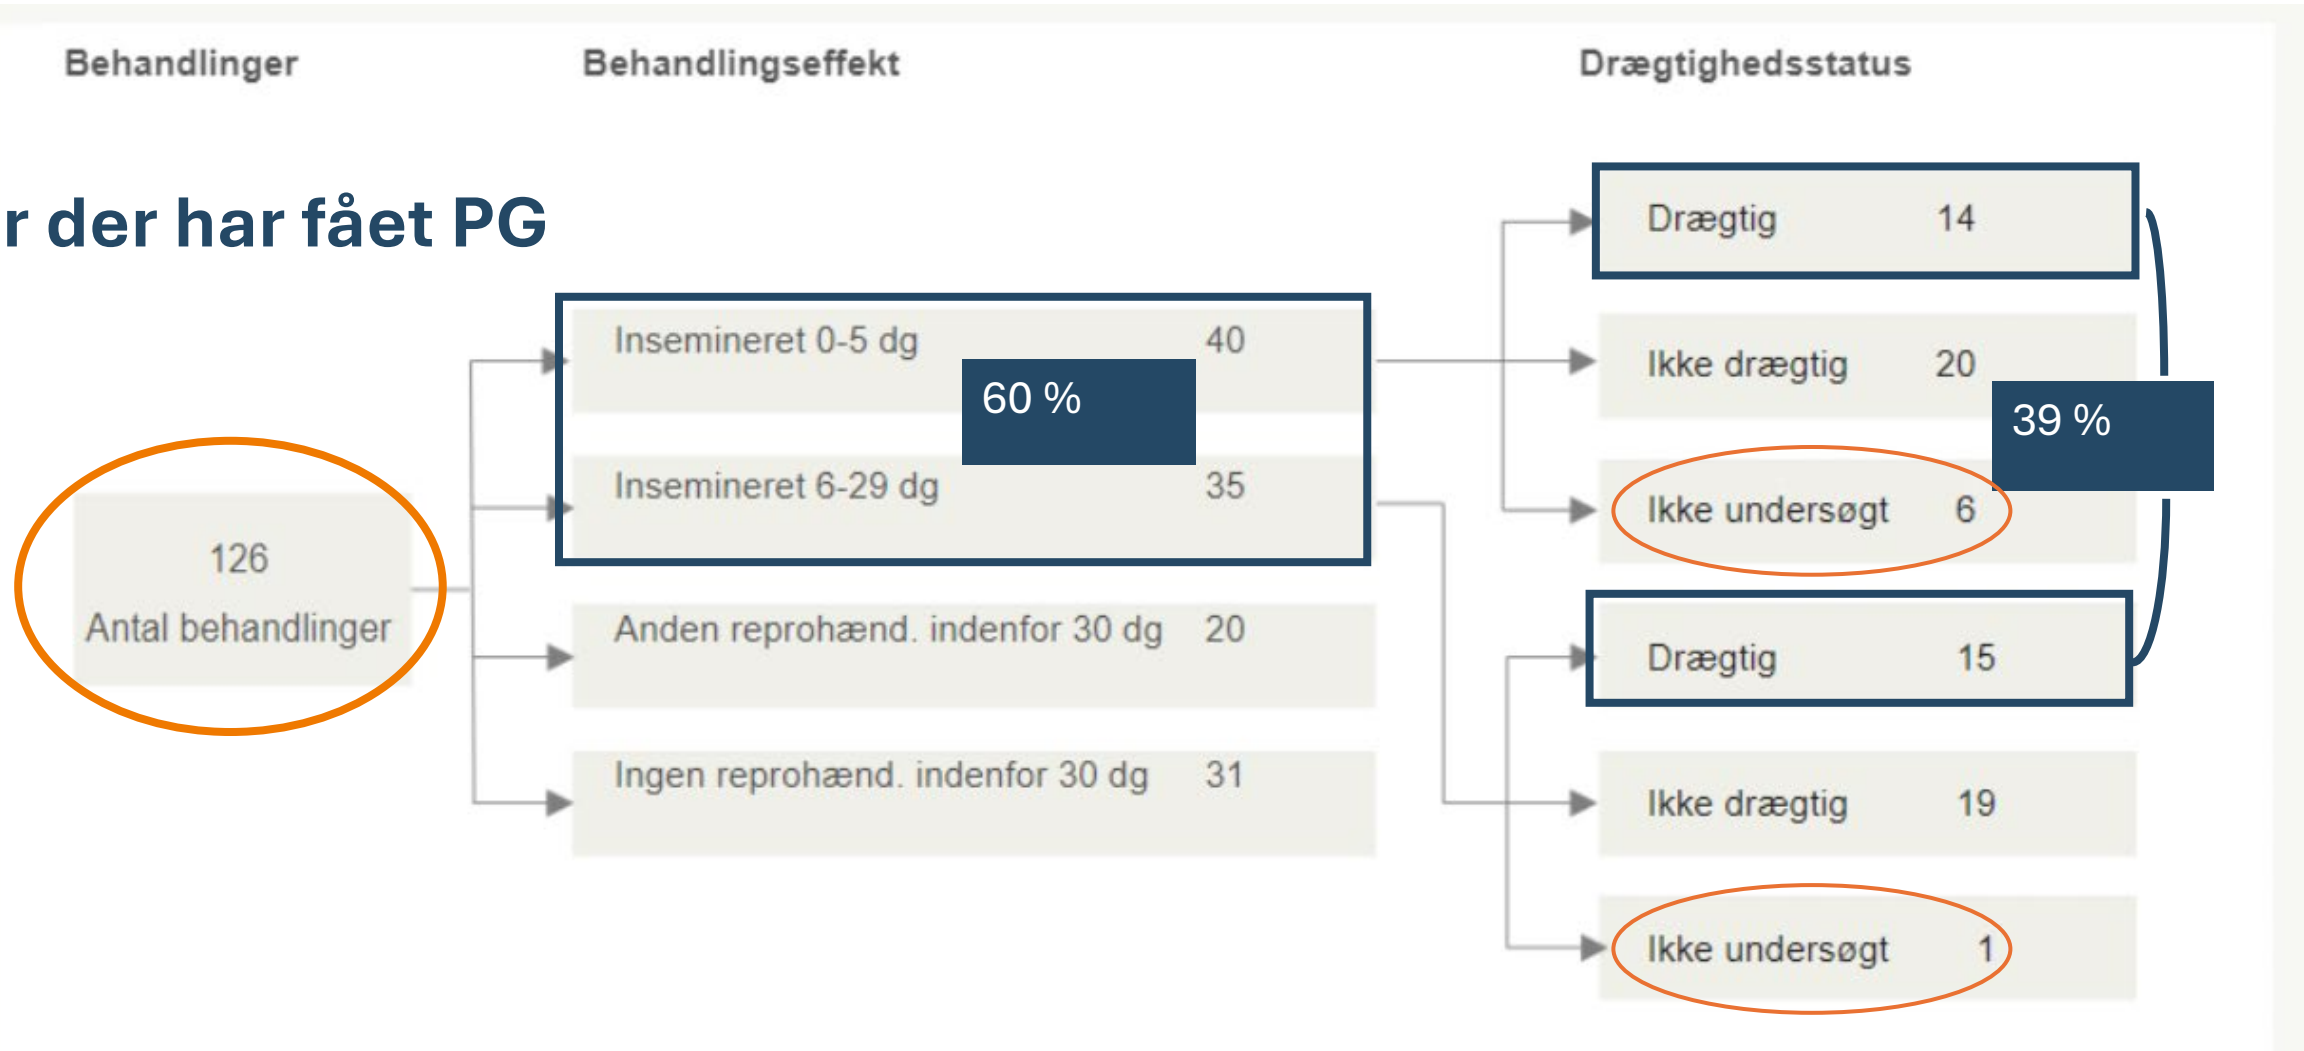 Behandlinger Behandlingseffekt Drægtighedsstatus
r der har fået PG
126
Antal behandlinger
Insemineret 0-5 dg 40
60 %
Insemineret 6-29 dg 35
Anden reprohænd. indenfor 30 dg 20
Ingen reprohænd. indenfor 30 dg 31
Drægtig 14
Ikke drægtig 20
39 %
Ikke undersøgt 6
Drægtig 15
Ikke drægtig 19
Ikke undersøgt 1